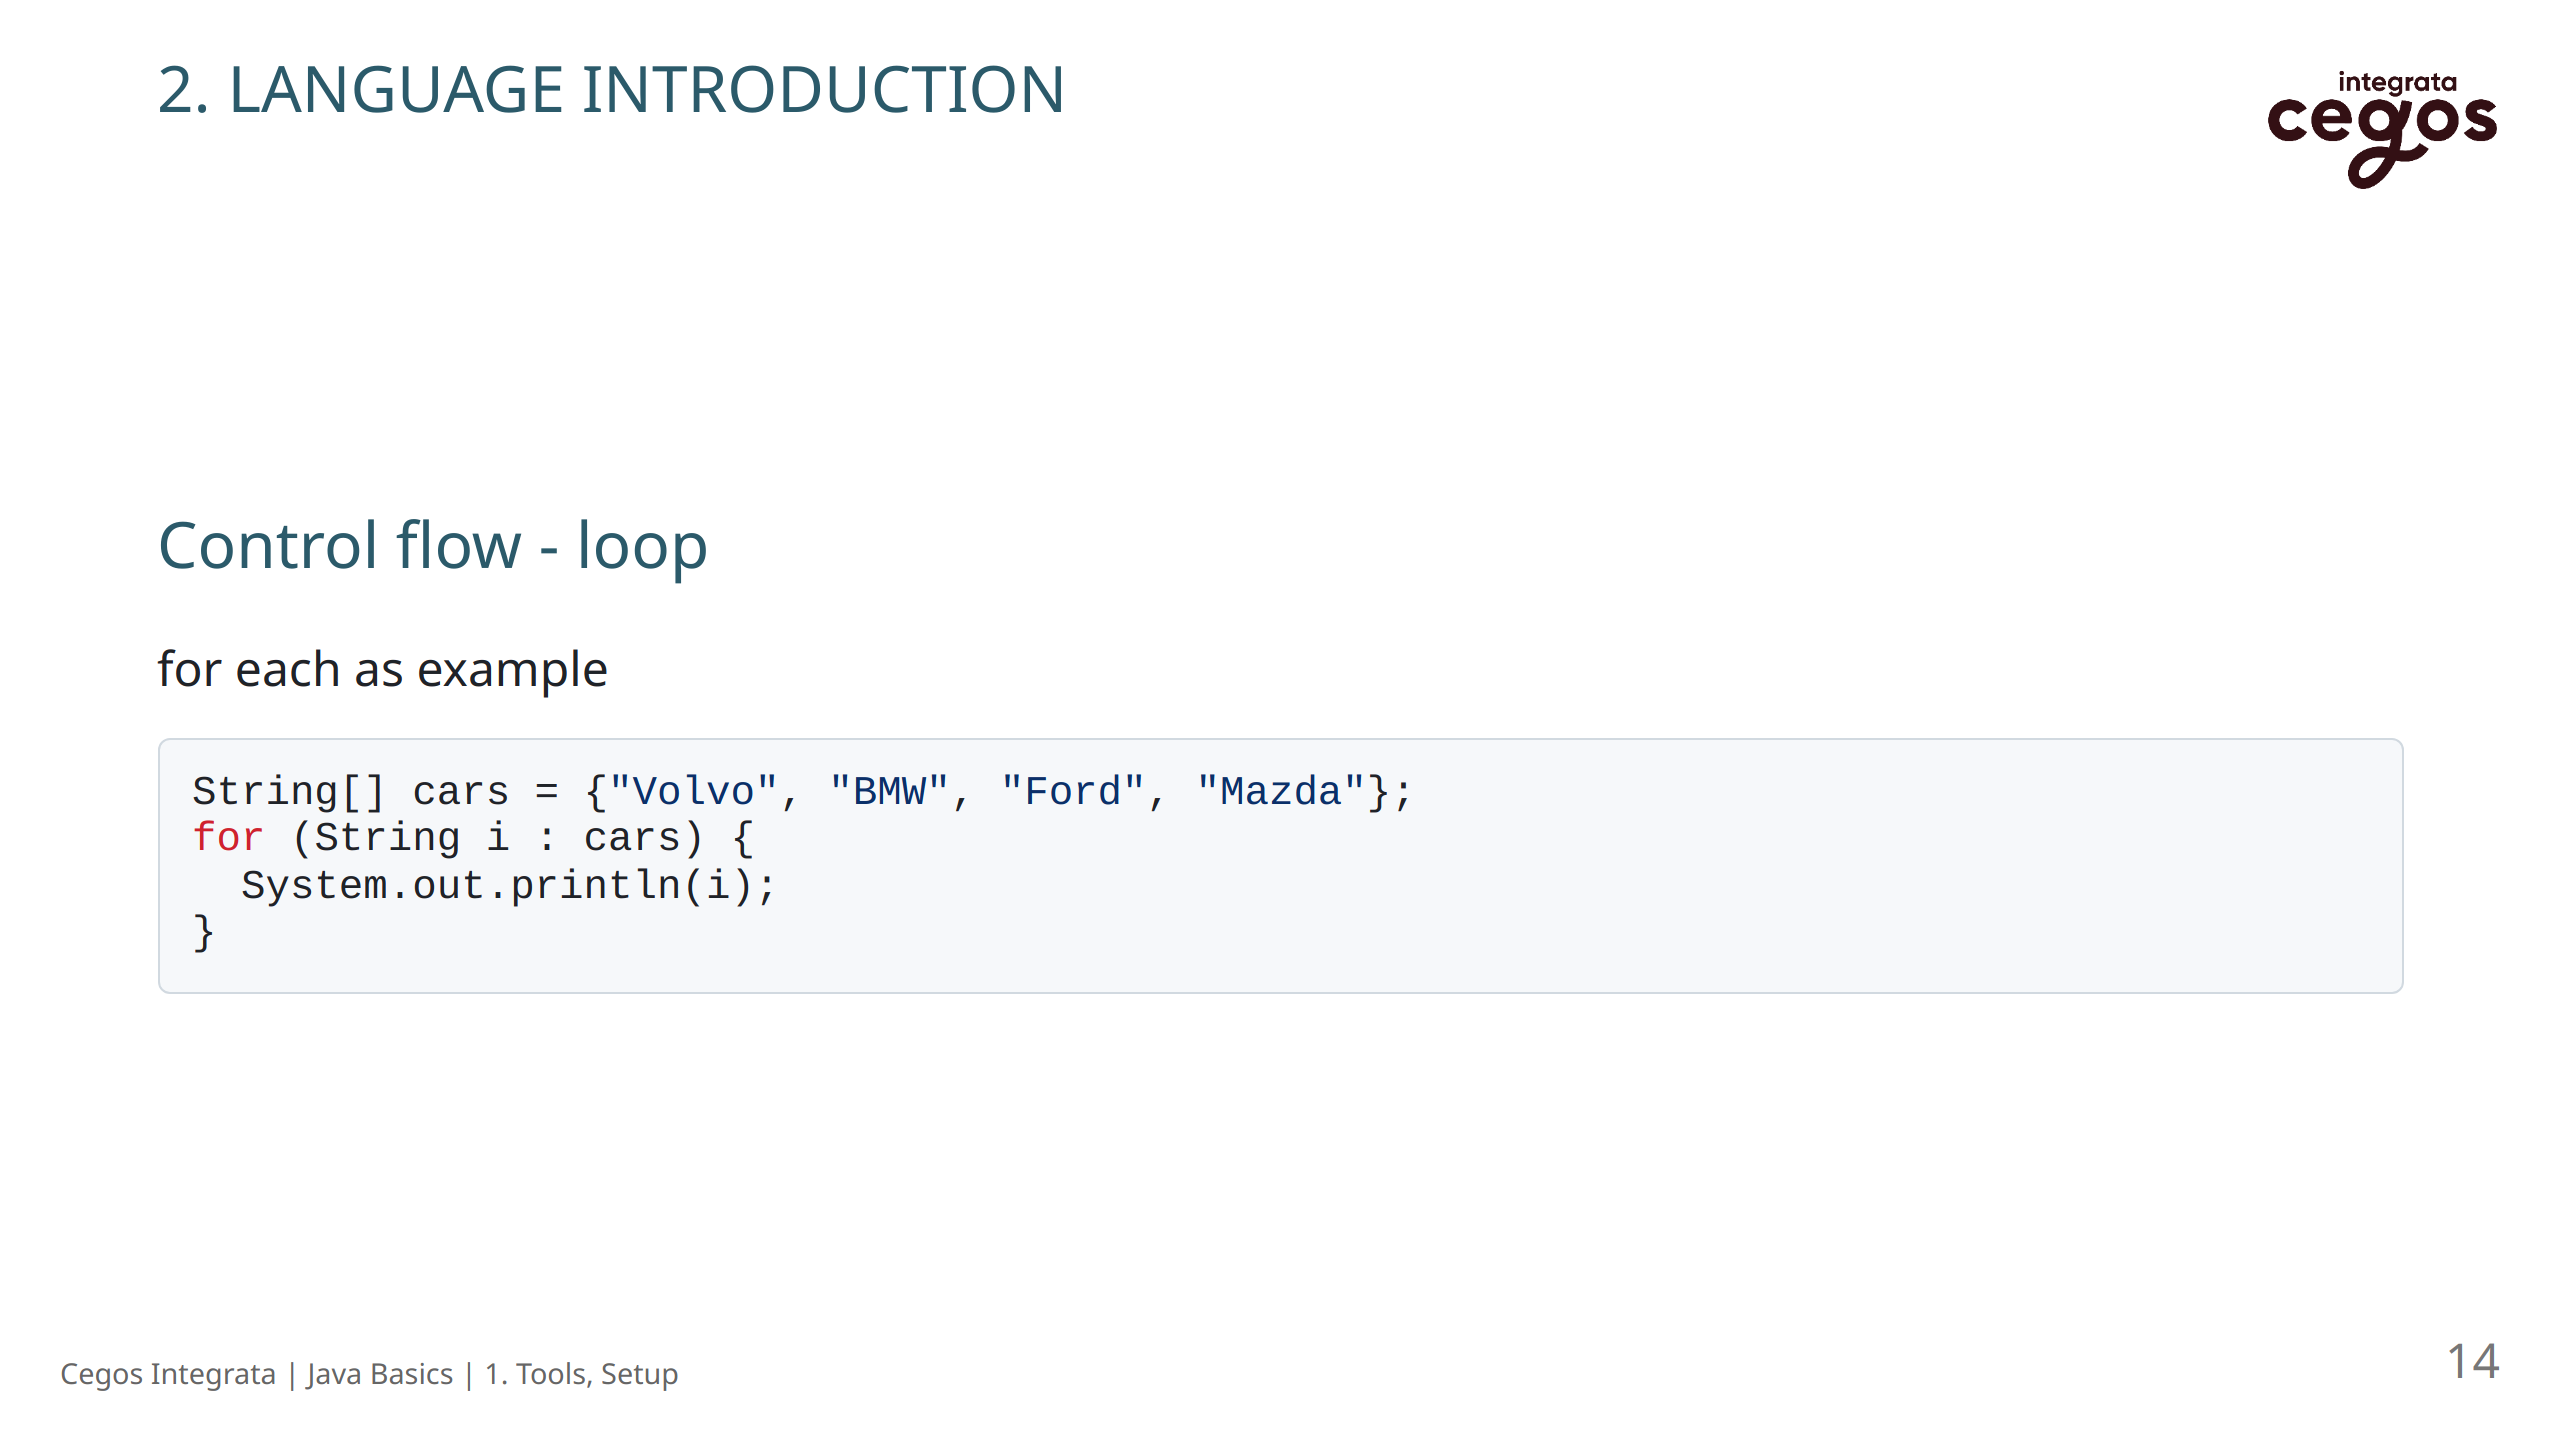 2. LANGUAGE INTRODUCTION
integrata
cegos
Control flow - loop
for each as example
String[] cars = {"Volvo", "BMW", "Ford", "Mazda"};
for (String i : cars) {
  System.out.println(i);
}
Cegos Integrata | Java Basics | 1. Tools, Setup
14